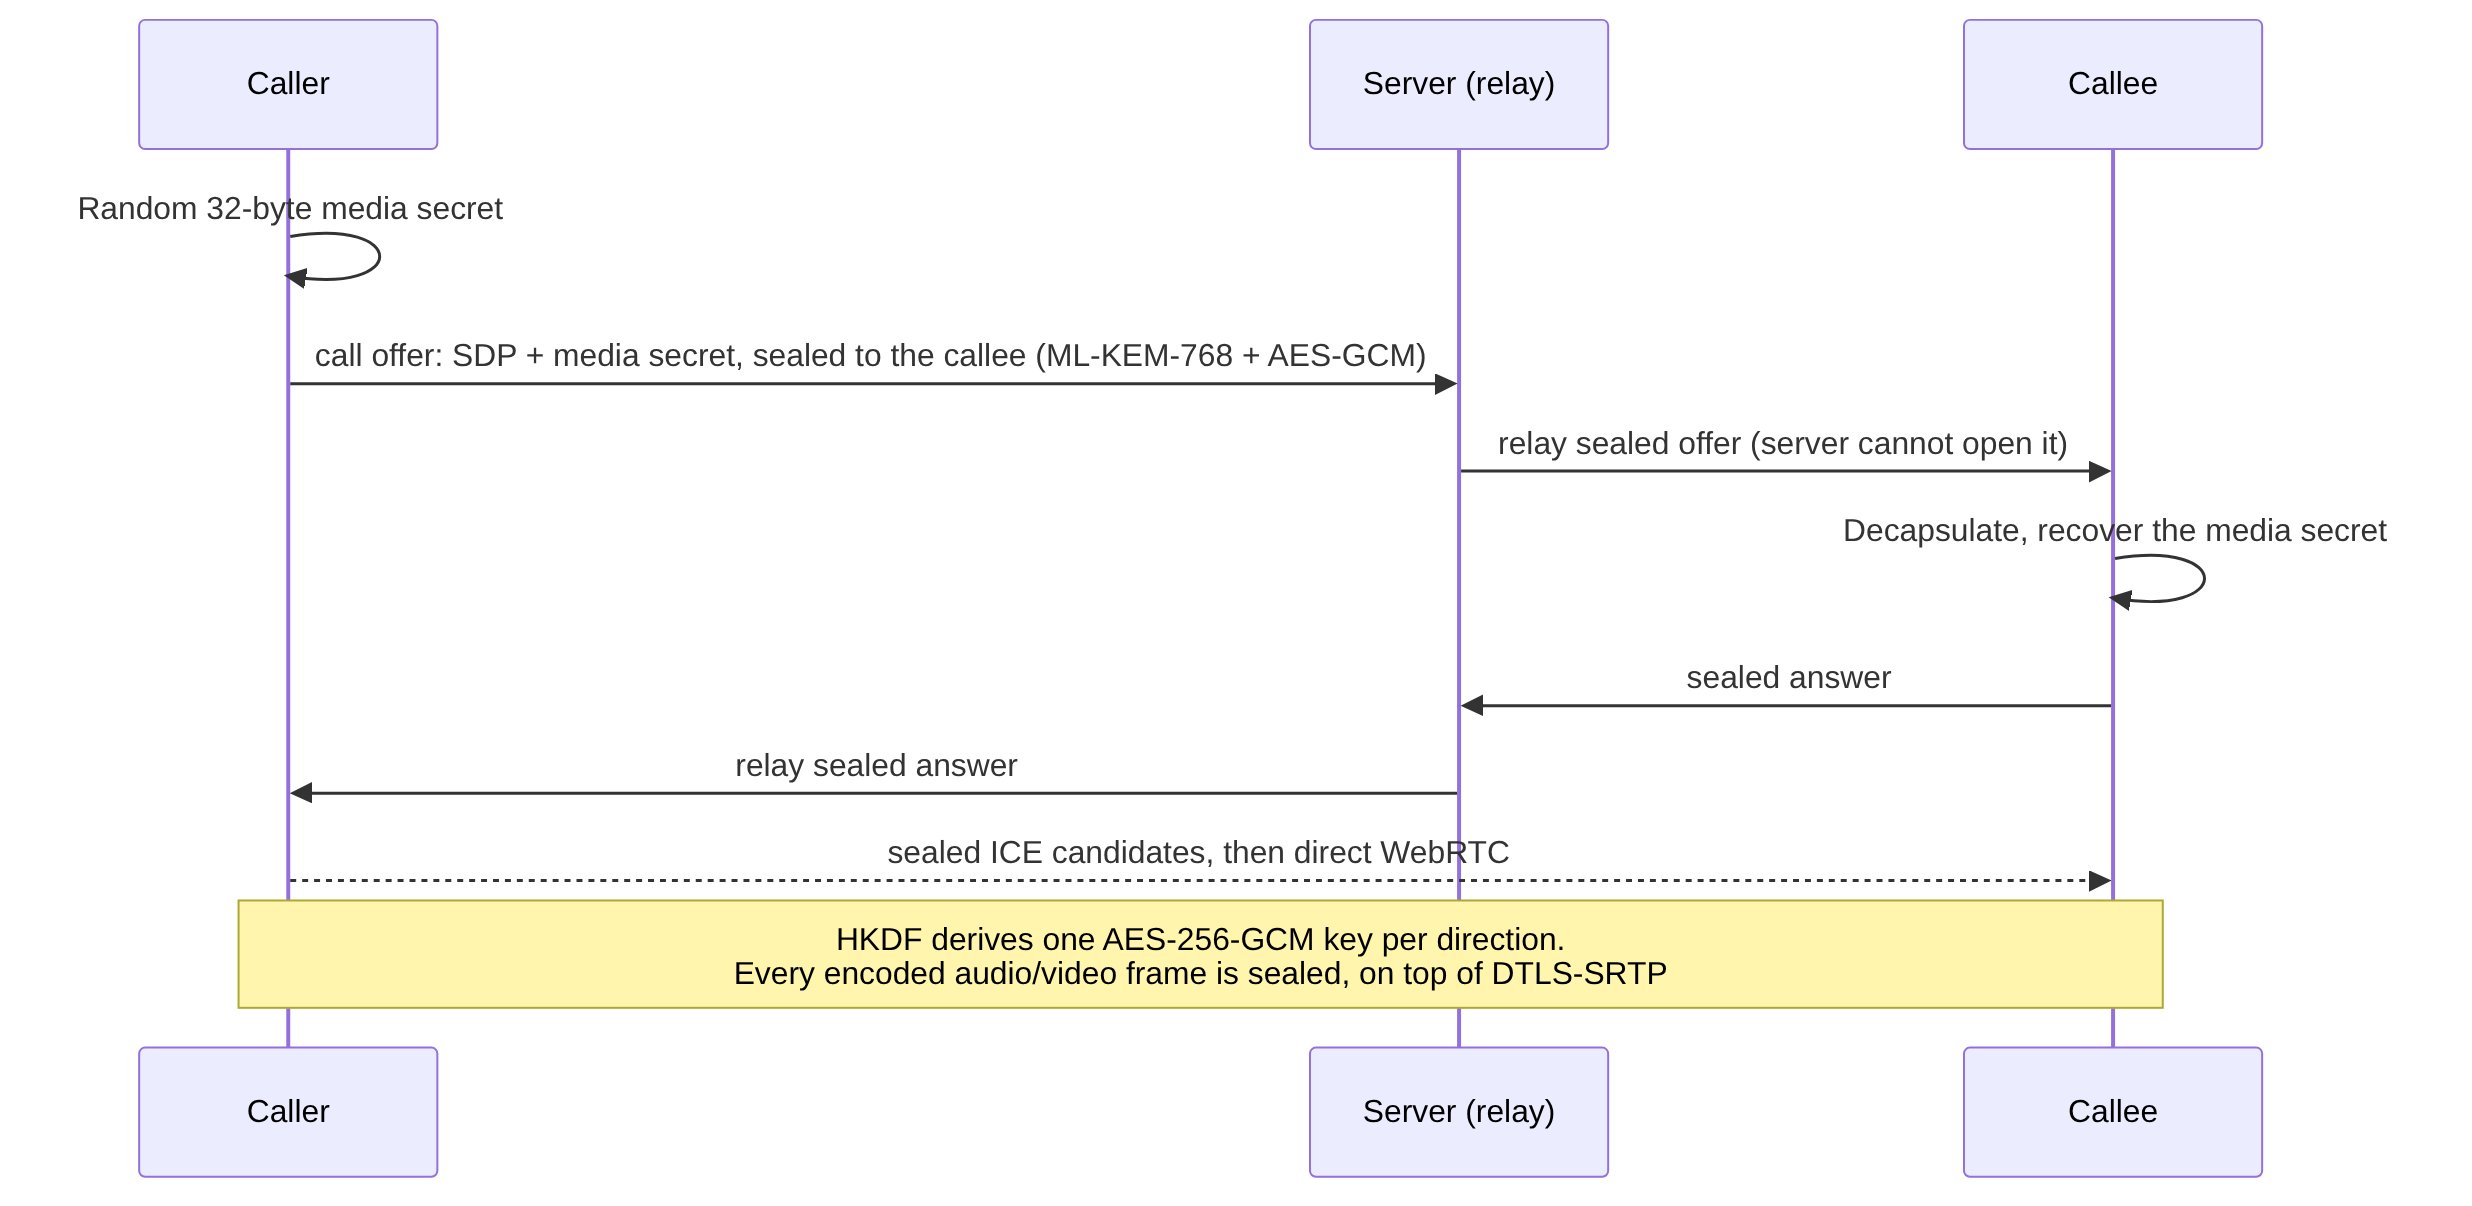 Caller
Server (relay)
Callee
Random 32-byte media secret
call offer: SDP + media secret, sealed to the callee (ML-KEM-768 + AES-GCM)
relay sealed offer (server cannot open it)
Decapsulate, recover the media secret
sealed answer
relay sealed answer
sealed ICE candidates, then direct WebRTC
HKDF derives one AES-256-GCM key per direction.
Every encoded audio/video frame is sealed, on top of DTLS-SRTP
Caller
Server (relay)
Callee